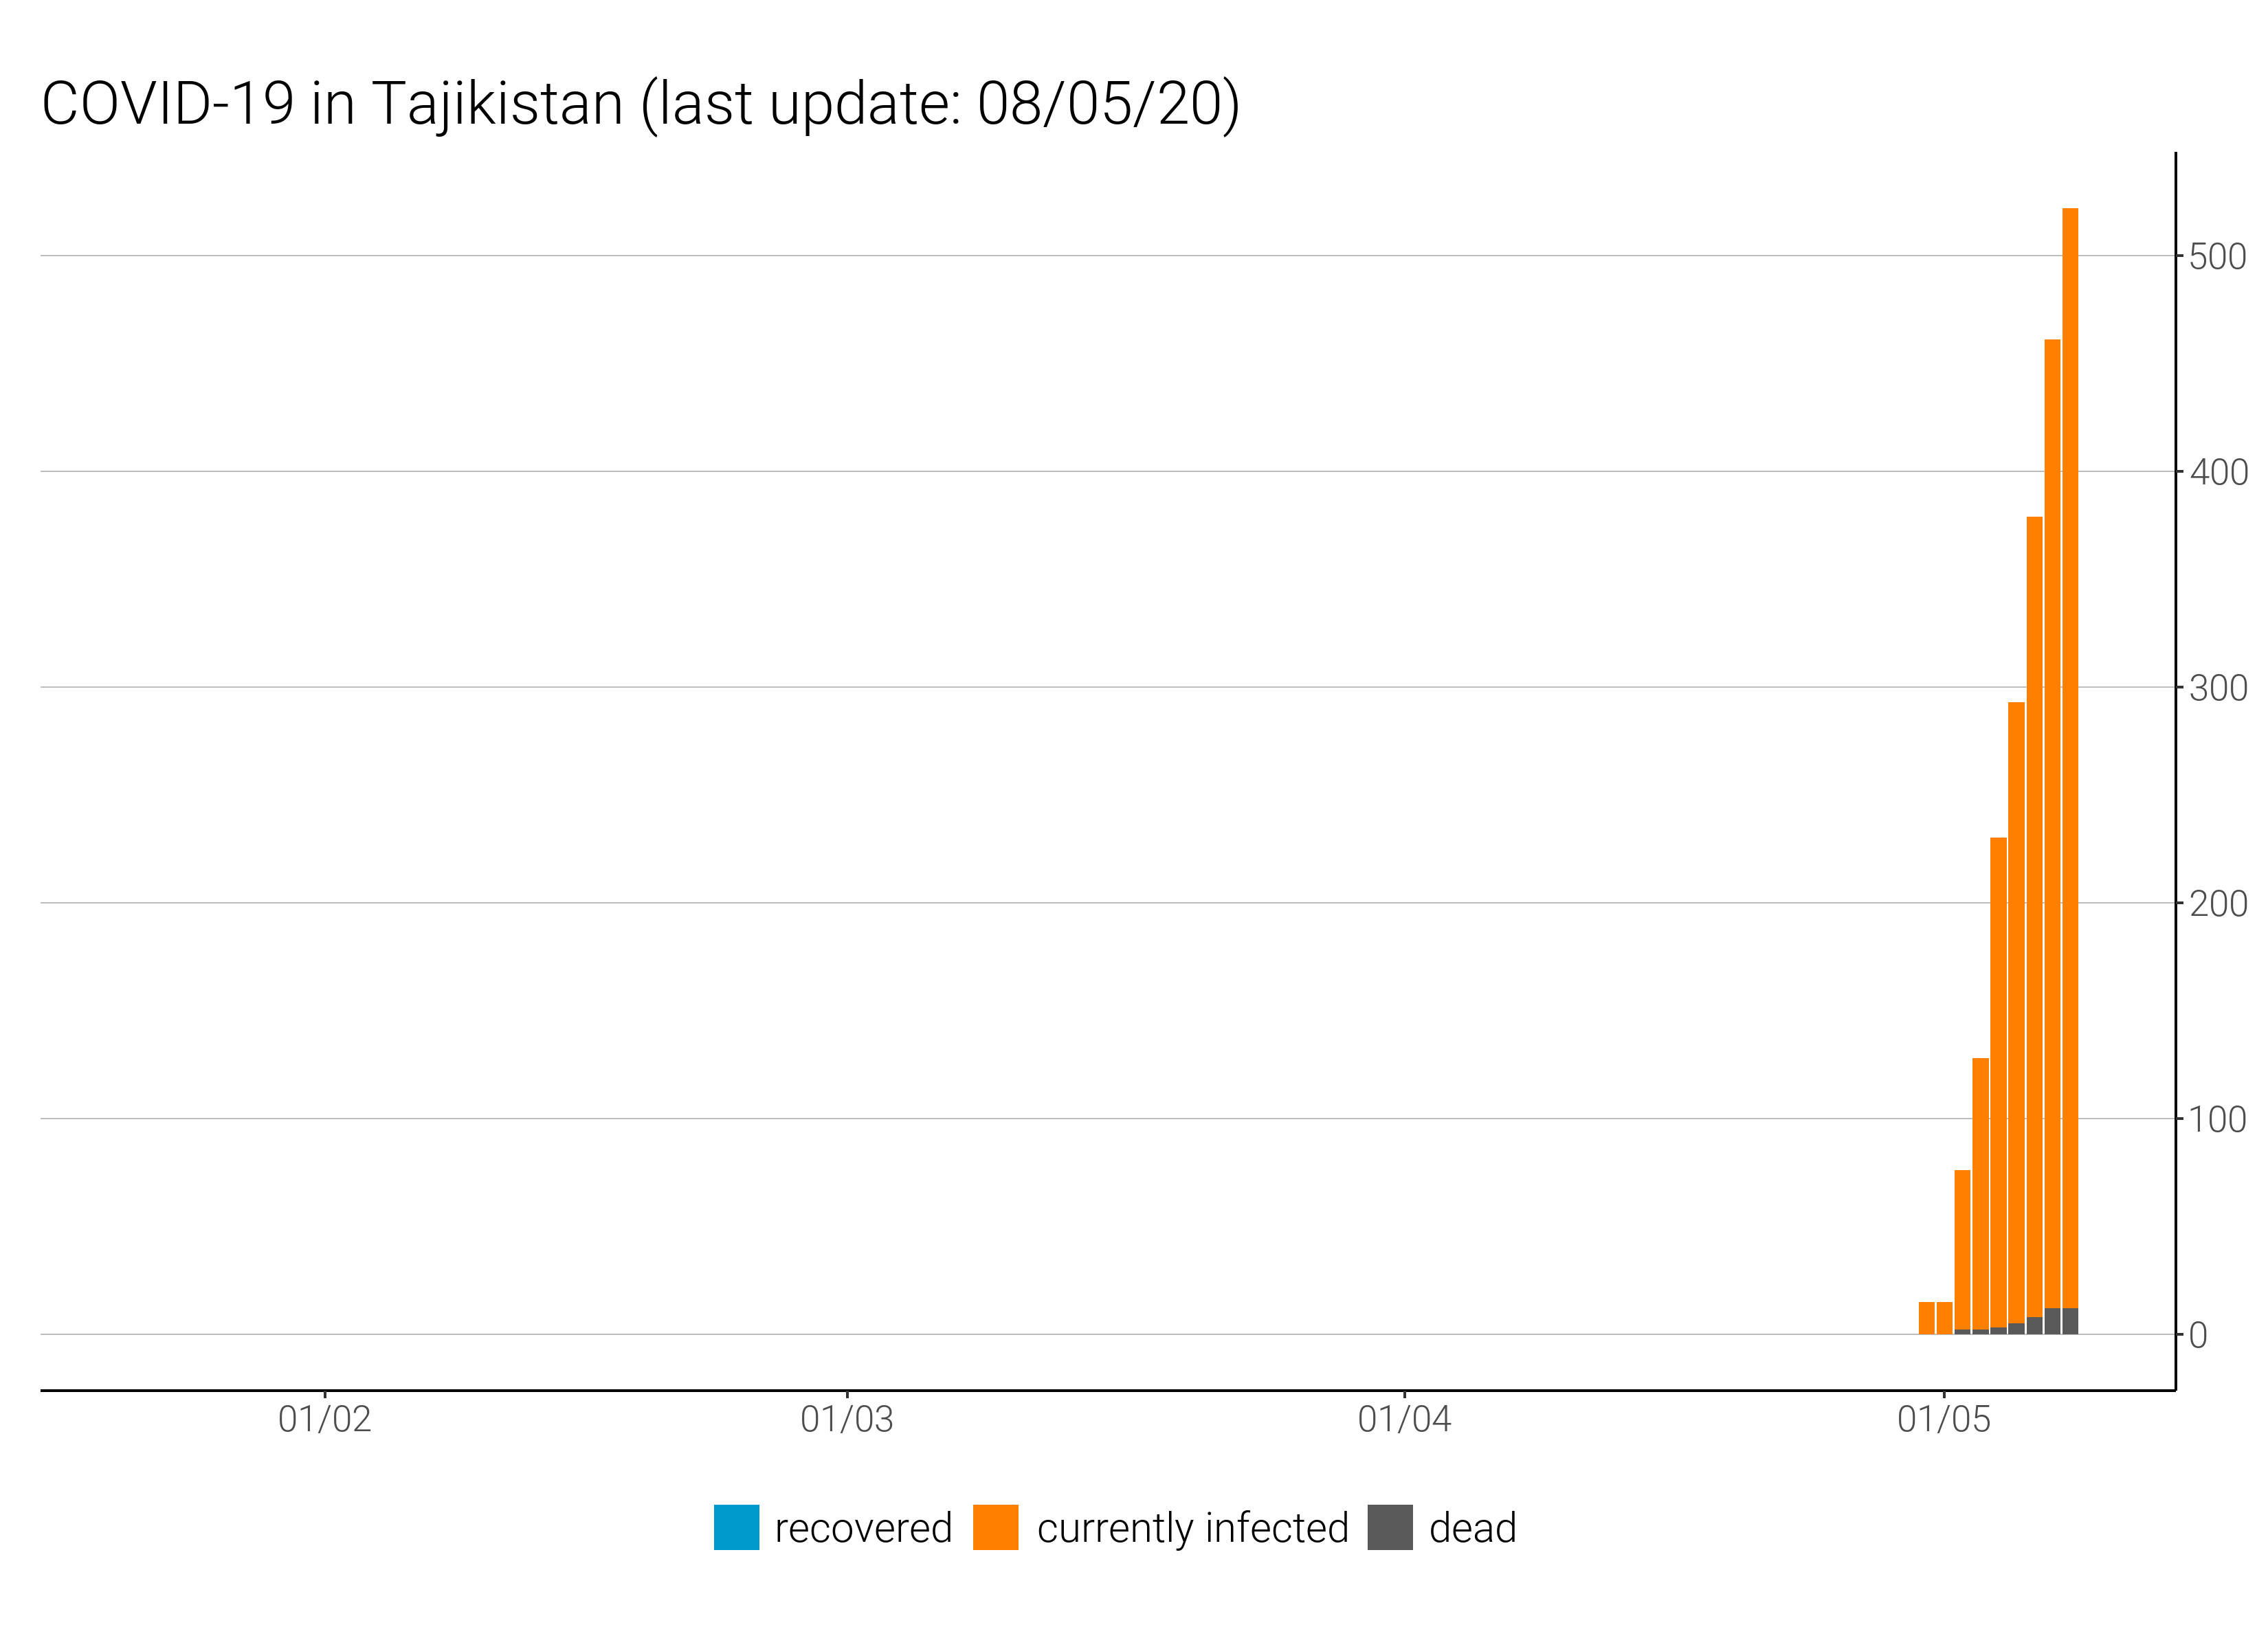 COVID-19 in Tajikistan (last update: 08/05/20)
500
400
300
200
100
0
01/02 01/03 01/04 01/05
recovered currently infected dead